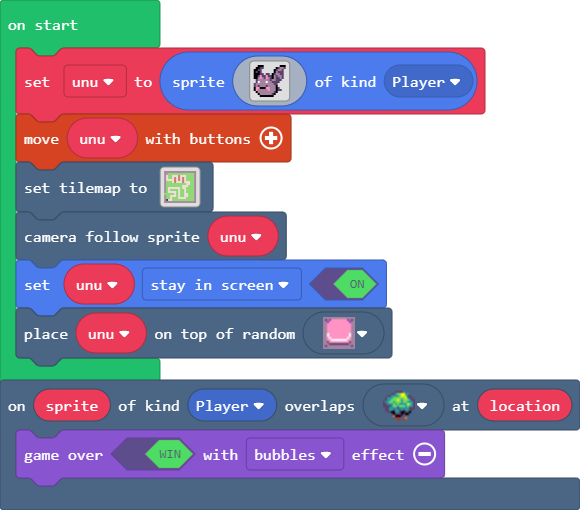 on start
set unu to sprite of kind Player
move unu with buttons
set tilemap to
camera follow sprite unu
set unu stay in screen ON
place unu on top of random
on sprite of kind Player overlaps at location
game over WIN with bubbles effect